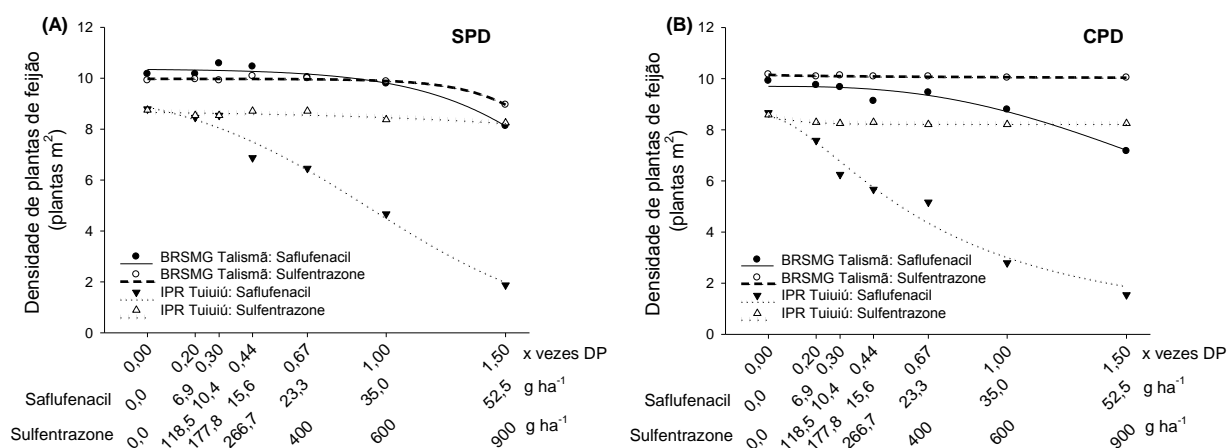 (A)
SPD
Densidade de plantas de feijão
(plantas m²)
12
10
8
6
4
2
0
BRSMG Talismã: Saflufenacil
BRSMG Talismã: Sulfentrazone
IPR Tuiuiú: Saflufenacil
IPR Tuiuiú: Sulfentrazone
0,00 0,20 0,30 0,44 0,67 1,00 1,50 x vezes DP
Saflufenacil 0,0 6,9 10,4 15,6 23,3 35,0 52,5 g ha⁻¹
Sulfentrazone 0,0 118,5 177,8 266,7 400 600 900 g ha⁻¹
(B)
CPD
Densidade de plantas de feijão
(plantas m²)
12
10
8
6
4
2
0
BRSMG Talismã: Saflufenacil
BRSMG Talismã: Sulfentrazone
IPR Tuiuiú: Saflufenacil
IPR Tuiuiú: Sulfentrazone
0,00 0,20 0,30 0,44 0,67 1,00 1,50 x vezes DP
Saflufenacil 0,0 6,9 10,4 15,6 23,3 35,0 52,5 g ha⁻¹
Sulfentrazone 0,0 118,5 177,8 266,7 400 600 900 g ha⁻¹